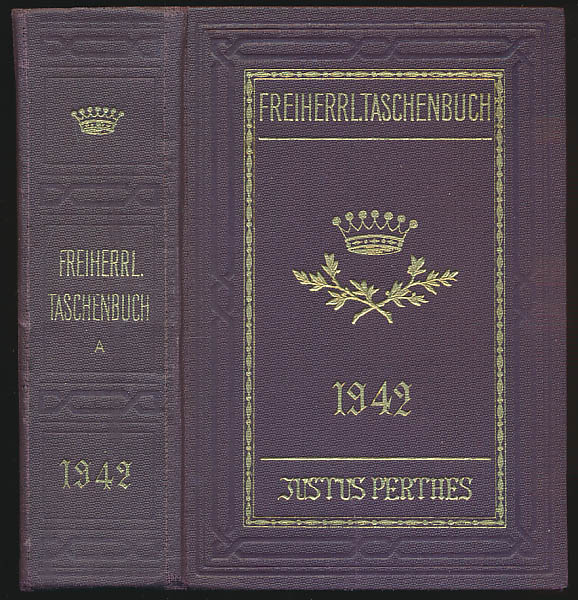 FREIHERRL.
TASCHENBUCH
A
1942
FREIHERRL.TASCHENBUCH
1942
JUSTUS PERTHES